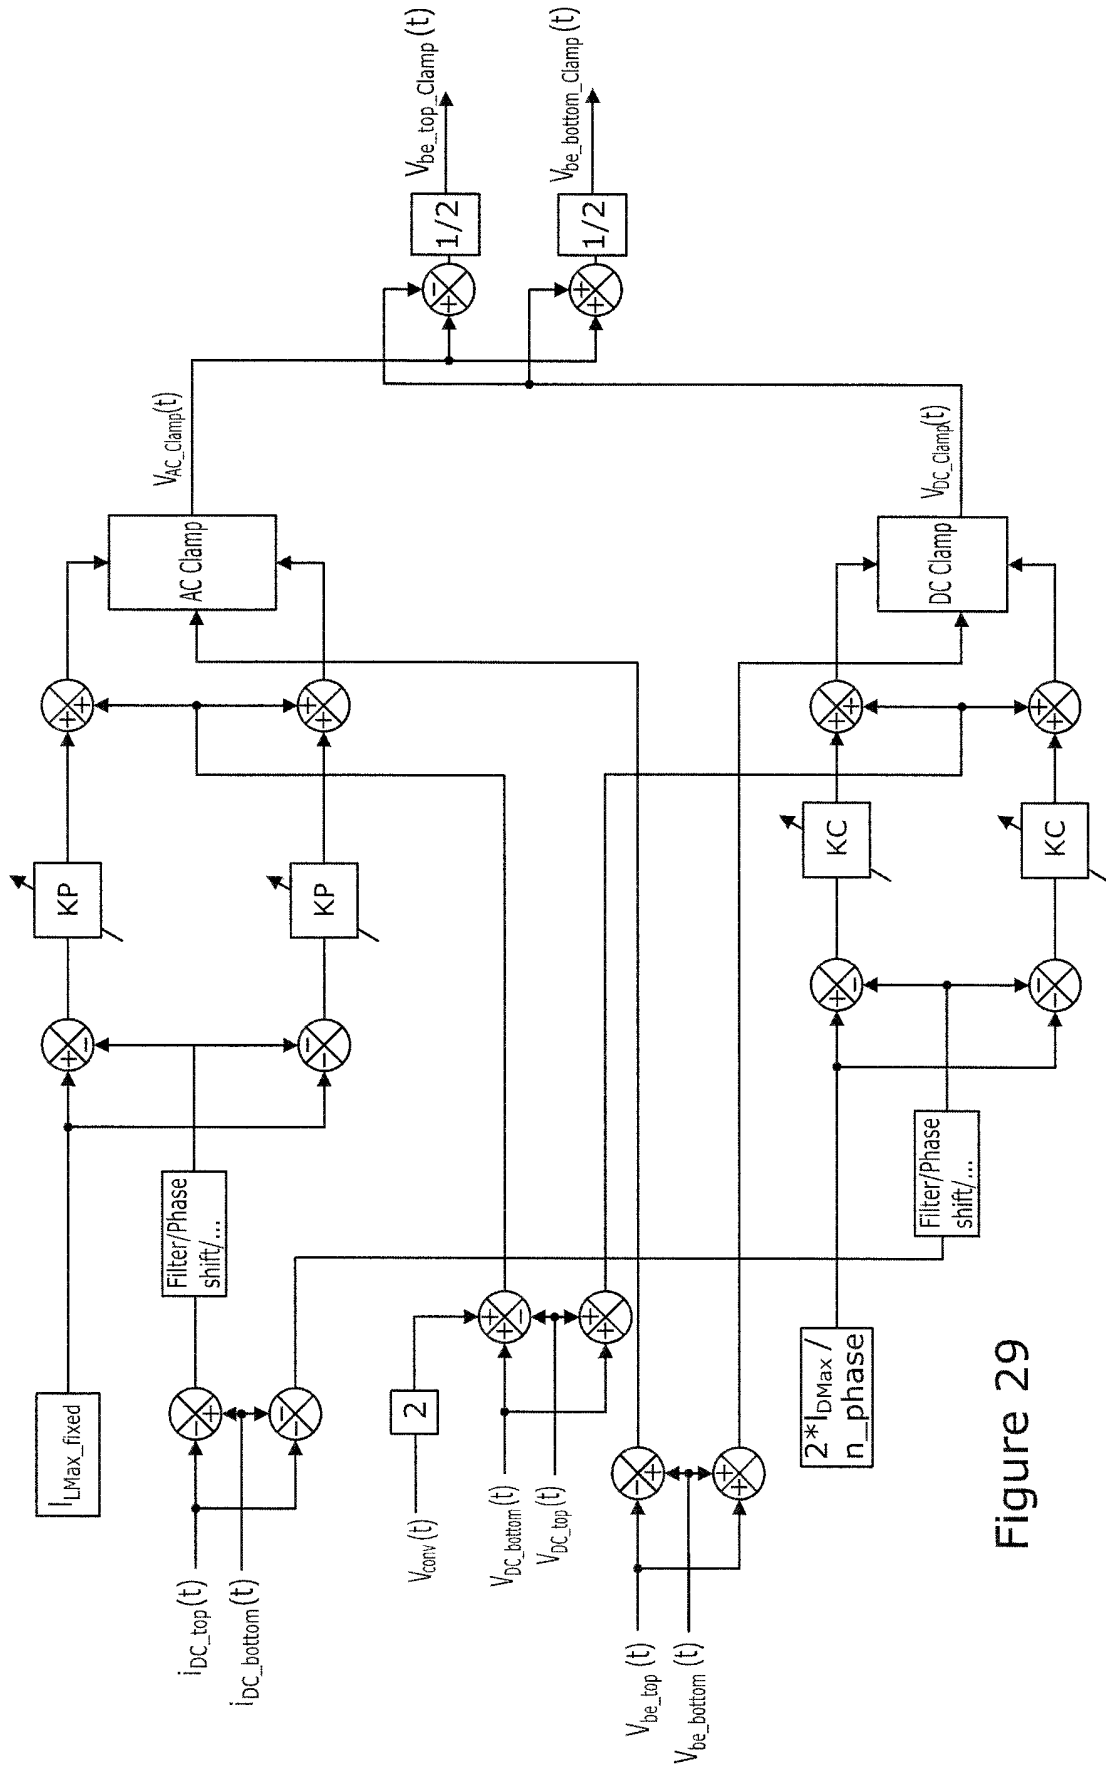 I_LMax_fixed
i_DC_top(t)
i_DC_bottom(t)
- +
- -
Filter/Phase
shift/...
+ -
- -
KP
KP
+ +
+ +
AC Clamp
V_AC_Clamp(t)
V_conv(t)
2
V_DC_bottom(t)
V_DC_top(t)
+ + -
+ +
V_be_top(t)
V_be_bottom(t)
- +
+ +
2*I_DMax /
n_phase
Filter/Phase
shift/...
+ -
- -
KC
KC
+ +
+ +
DC Clamp
V_DC_Clamp(t)
- +
1/2
V_be_top_Clamp(t)
+ +
1/2
V_be_bottom_Clamp(t)
Figure 29